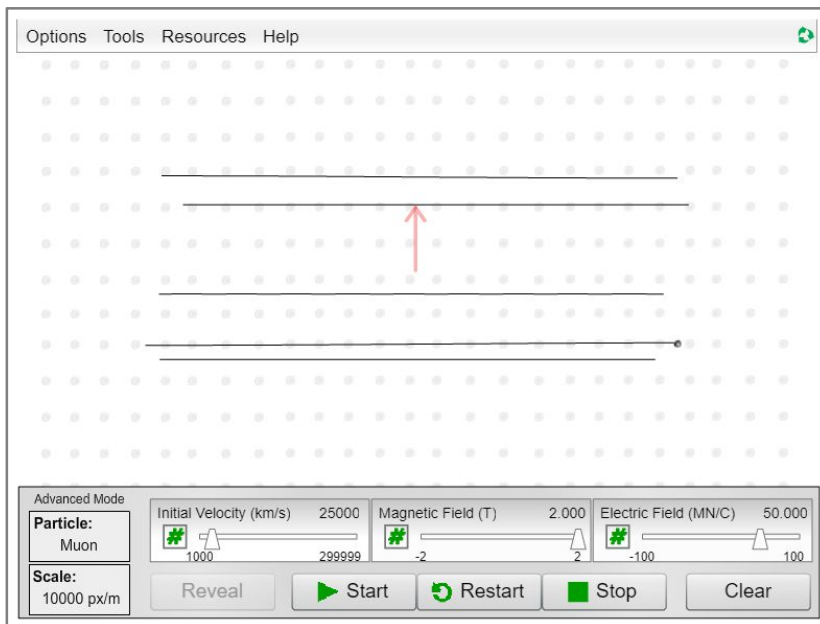 Options Tools Resources Help
Advanced Mode
Particle:
Muon
Scale:
10000 px/m
Initial Velocity (km/s) 25000
#
1000 299999
Magnetic Field (T) 2.000
#
-2 2
Electric Field (MN/C) 50.000
#
-100 100
Reveal Start Restart Stop Clear